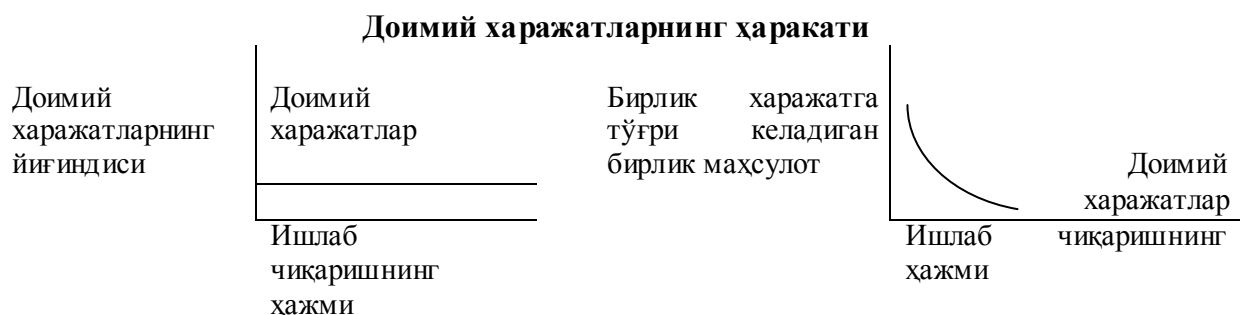 Доимий харажатларнинг ҳаракати
Доимий
харажатларнинг
йиғиндиси
Доимий
харажатлар
Ишлаб
чиқаришнинг
ҳажми
Бирлик харажатга
тўғри келадиган
бирлик маҳсулот
Доимий
харажатлар
Ишлаб чиқаришнинг
ҳажми